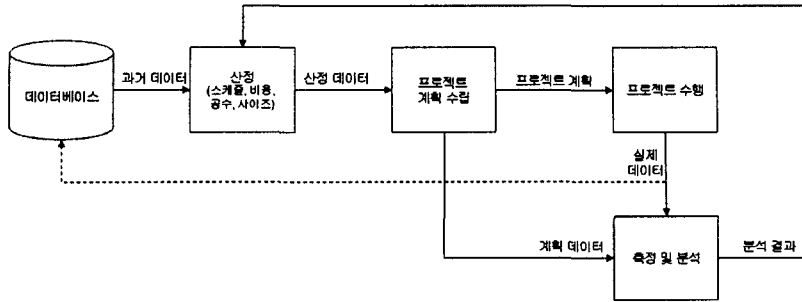 데이터베이스
과거 데이터
산정
(스케쥴, 비용,
공수, 사이즈)
산정 데이터
프로젝트
계획 수립
프로젝트 계획
프로젝트 수행
실제
데이터
계획 데이터
측정 및 분석
분석 결과